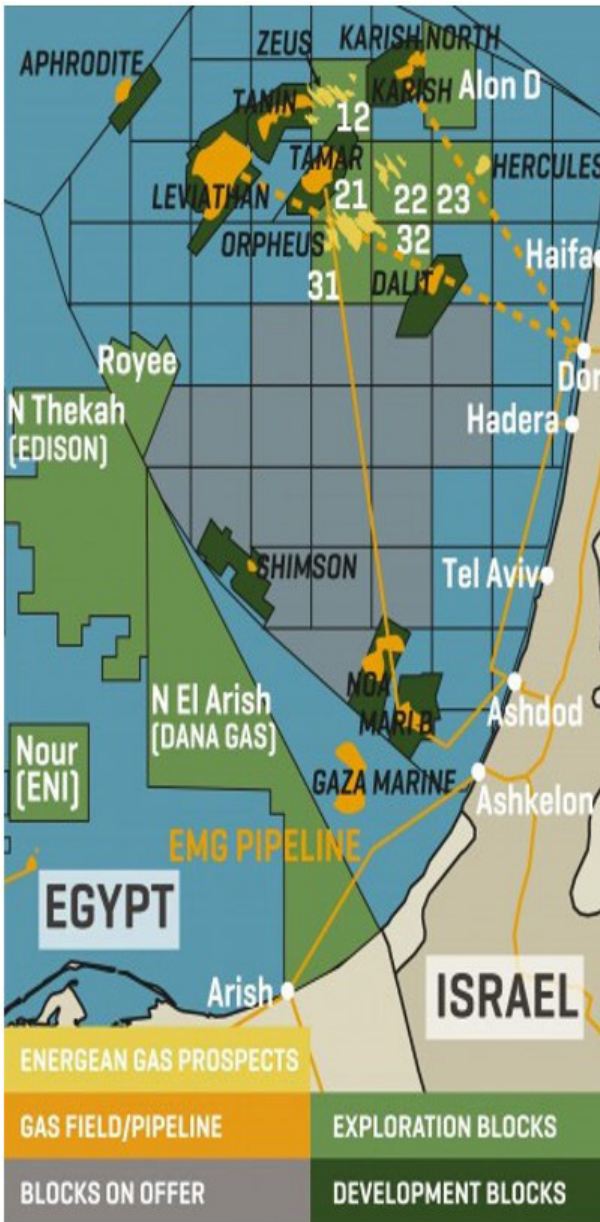 ZEUS
KARISH NORTH
APHRODITE
TANIN
KARISH
Alon D
12
TAMAR
HERCULES
LEVIATHAN
21
22
23
ORPHEUS
32
Haifa
31
DALIT
Royee
Dor
N Thekah
(EDISON)
Hadera
SHIMSON
Tel Aviv
NOA
N El Arish
(DANA GAS)
MARI B
Ashdod
Nour
(ENI)
GAZA MARINE
Ashkelon
EMG PIPELINE
EGYPT
Arish
ISRAEL
ENERGEAN GAS PROSPECTS
GAS FIELD/PIPELINE
EXPLORATION BLOCKS
BLOCKS ON OFFER
DEVELOPMENT BLOCKS